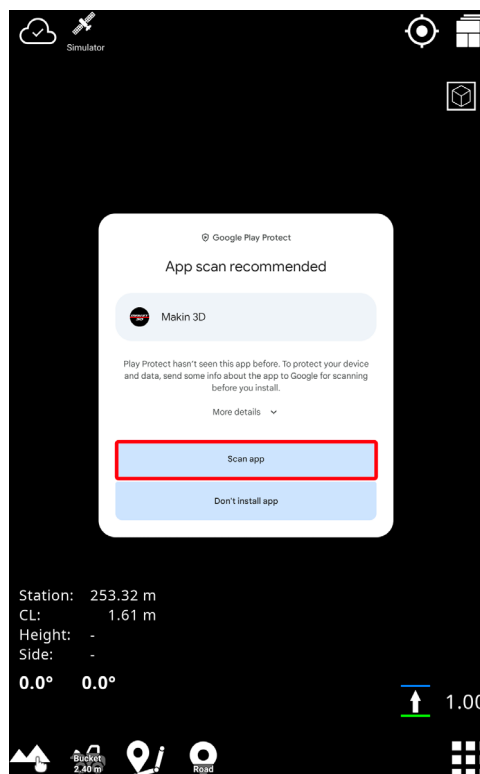 Simulator
Google Play Protect
App scan recommended
Makin 3D
Play Protect hasn't seen this app before. To protect your device
and data, send some info about the app to Google for scanning
before you install.
More details
Scan app
Don't install app
Station: 253.32 m
CL: 1.61 m
Height: -
Side: -
0.0° 0.0°
1.00
Bucket
2.40 m
Road